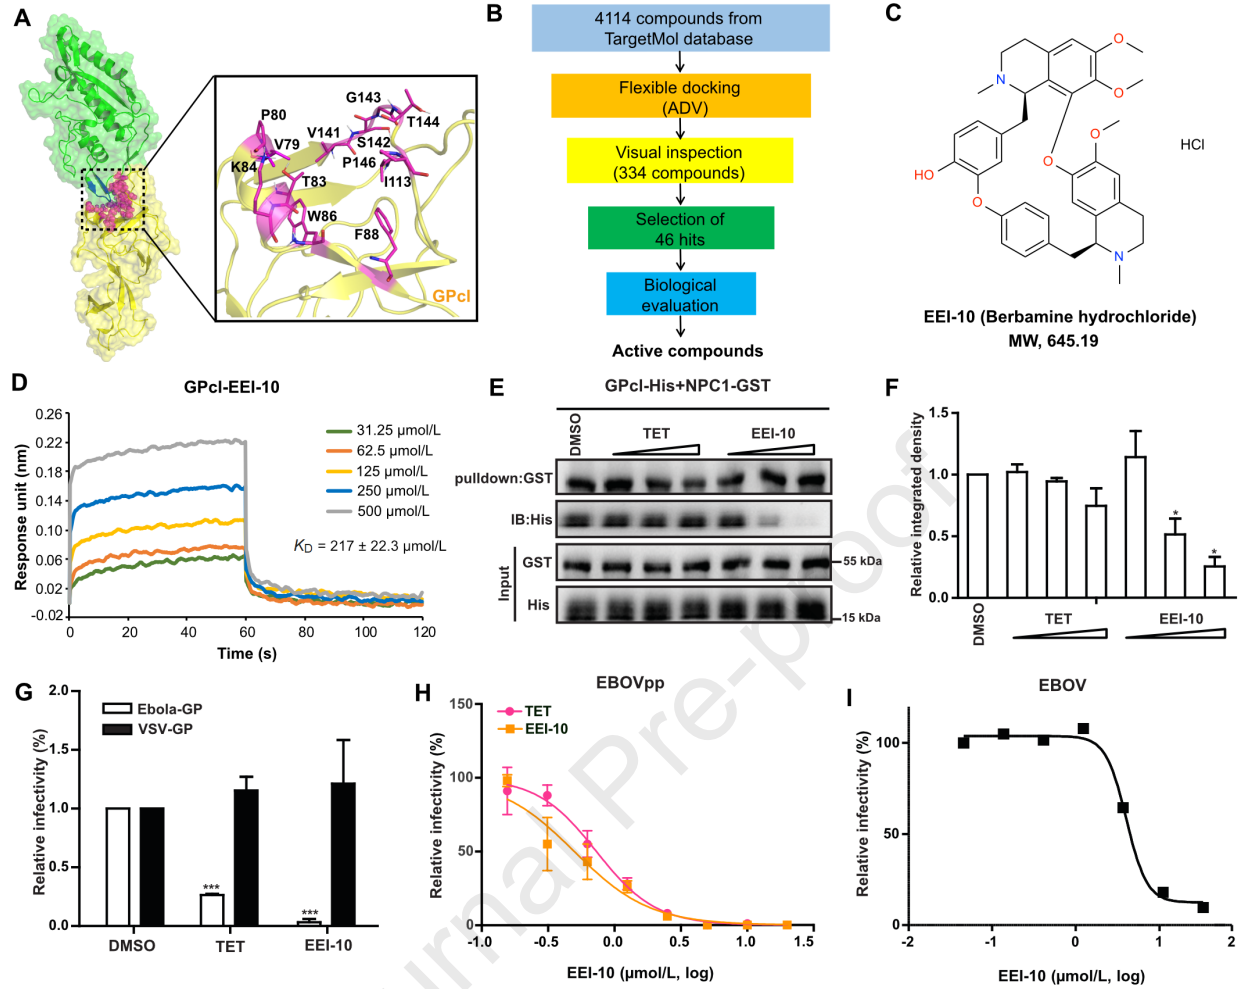 A
P80
V79
K84
V141
G143
T144
S142
P146
I113
T83
W86
F88
GPcl
B
4114 compounds from
TargetMol database
Flexible docking
(ADV)
Visual inspection
(334 compounds)
Selection of
46 hits
Biological
evaluation
Active compounds
C
O
O
N
O
O
HO
O
N
HCl
EEI-10 (Berbamine hydrochloride)
MW, 645.19
D
GPcl-EEI-10
Response unit (nm)
0.26
0.22
0.18
0.14
0.10
0.06
0.02
-0.02
31.25 µmol/L
62.5 µmol/L
125 µmol/L
250 µmol/L
500 µmol/L
KD = 217 ± 22.3 µmol/L
0 20 40 60 80 100 120
Time (s)
E
GPcl-His+NPC1-GST
DMSO
TET
EEI-10
pulldown:GST
IB:His
Input
GST
55 kDa
His
15 kDa
F
Relative integrated density
1.5
1.0
0.5
0.0
*
*
DMSO
TET
EEI-10
G
Relative infectivity (%)
2.0
1.5
1.0
0.5
0.0
Ebola-GP
VSV-GP
***
***
DMSO TET EEI-10
H
EBOVpp
TET
EEI-10
Relative infectivity (%)
150
100
50
0
-1.0 -0.5 0.0 0.5 1.0 1.5
EEI-10 (µmol/L, log)
I
EBOV
Relative infectivity (%)
100
50
0
-2 -1 0 1 2
EEI-10 (µmol/L, log)
urnal Pre-proof